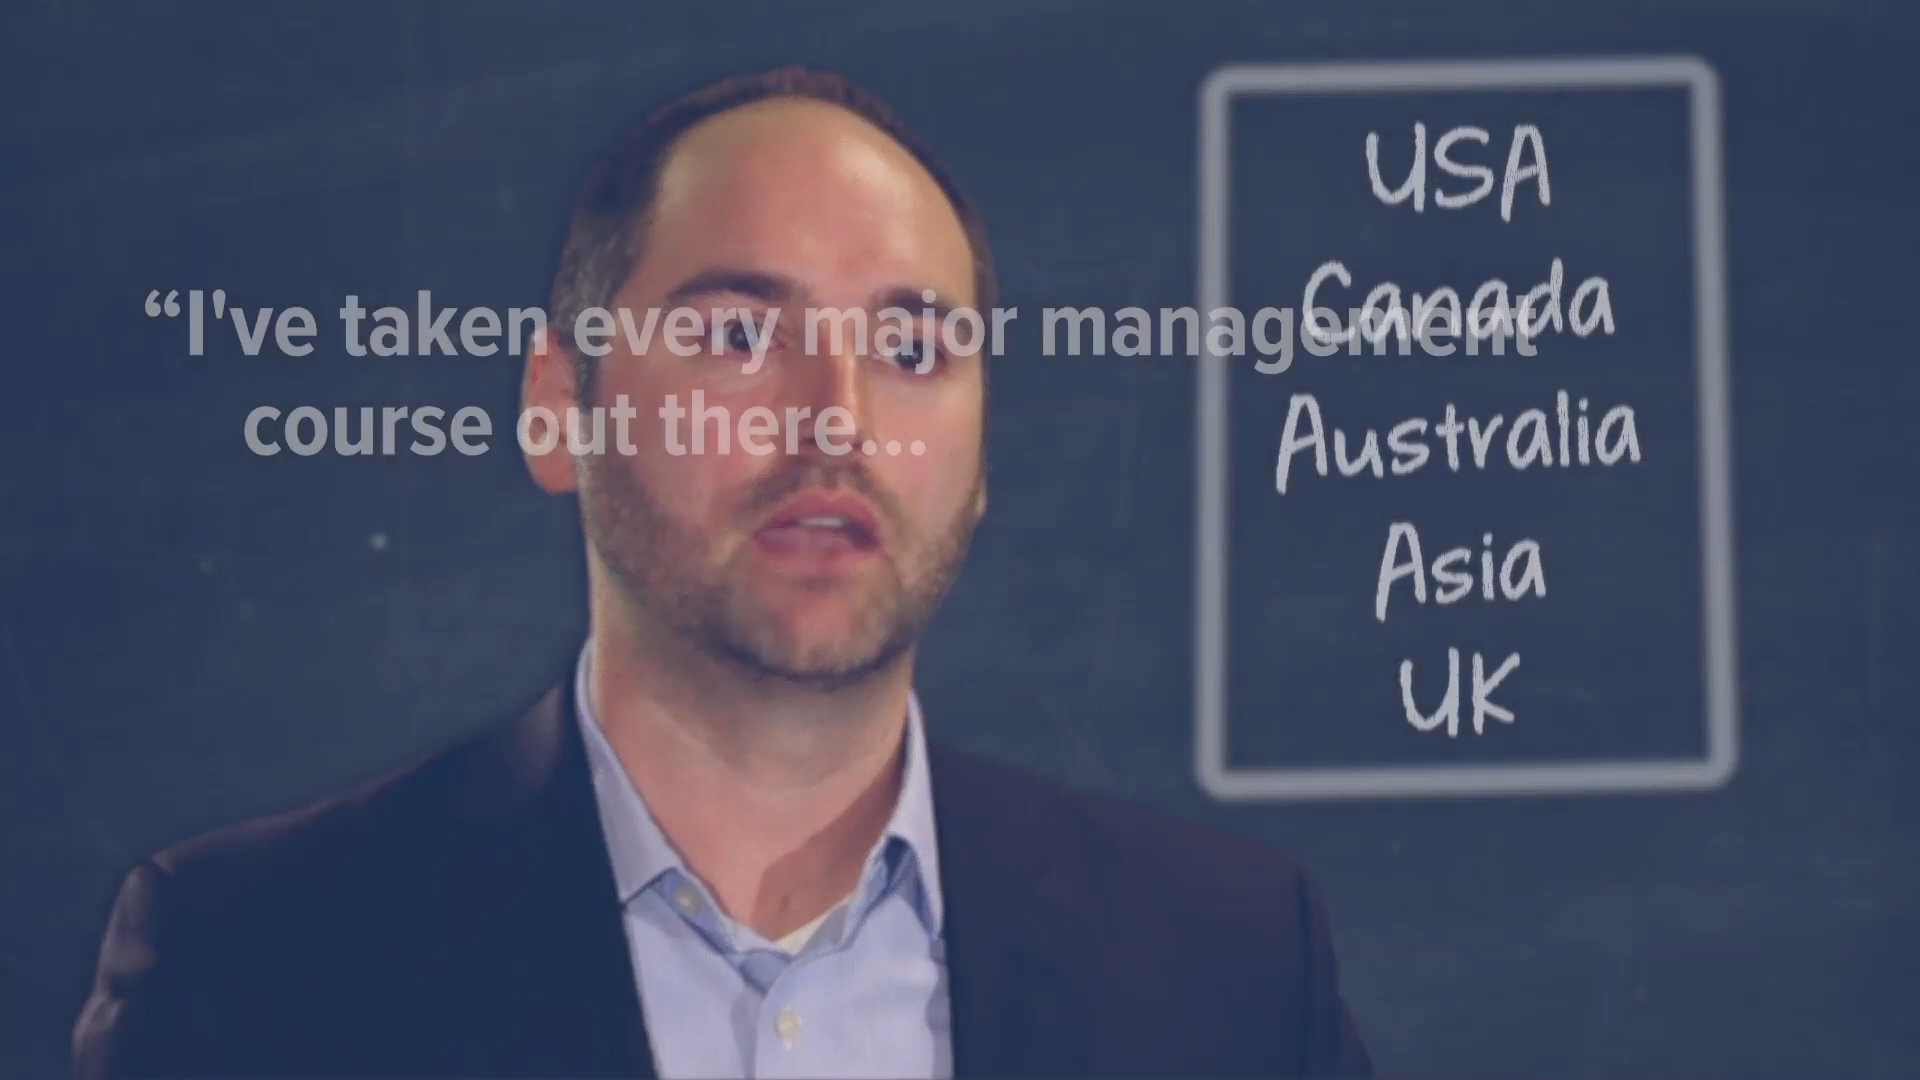 “I've taken every major management
course out there...
USA
Canada
Australia
Asia
UK